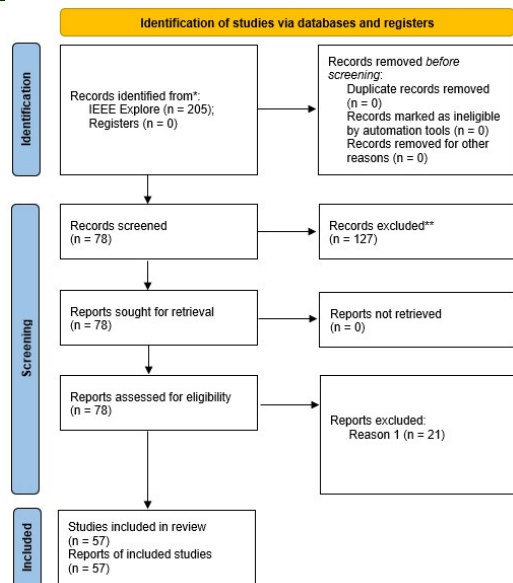 Identification of studies via databases and registers
Identification
Records identified from*:
IEEE Explore (n = 205);
Registers (n = 0)
Records removed before
screening:
Duplicate records removed
(n = 0)
Records marked as ineligible
by automation tools (n = 0)
Records removed for other
reasons (n = 0)
Screening
Records screened
(n = 78)
Records excluded**
(n = 127)
Reports sought for retrieval
(n = 78)
Reports not retrieved
(n = 0)
Reports assessed for eligibility
(n = 78)
Reports excluded:
Reason 1 (n = 21)
Included
Studies included in review
(n = 57)
Reports of included studies
(n = 57)